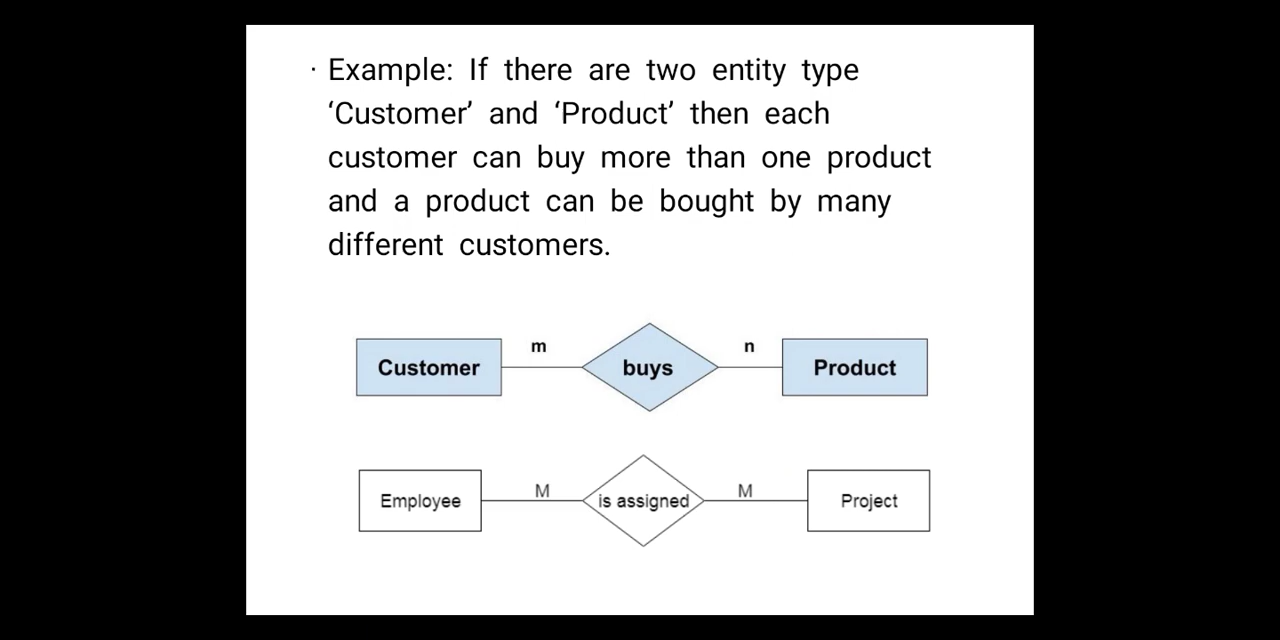 · Example: If there are two entity type
‘Customer’ and ‘Product’ then each
customer can buy more than one product
and a product can be bought by many
different customers.
m n
Customer buys Product
M M
Employee is assigned Project